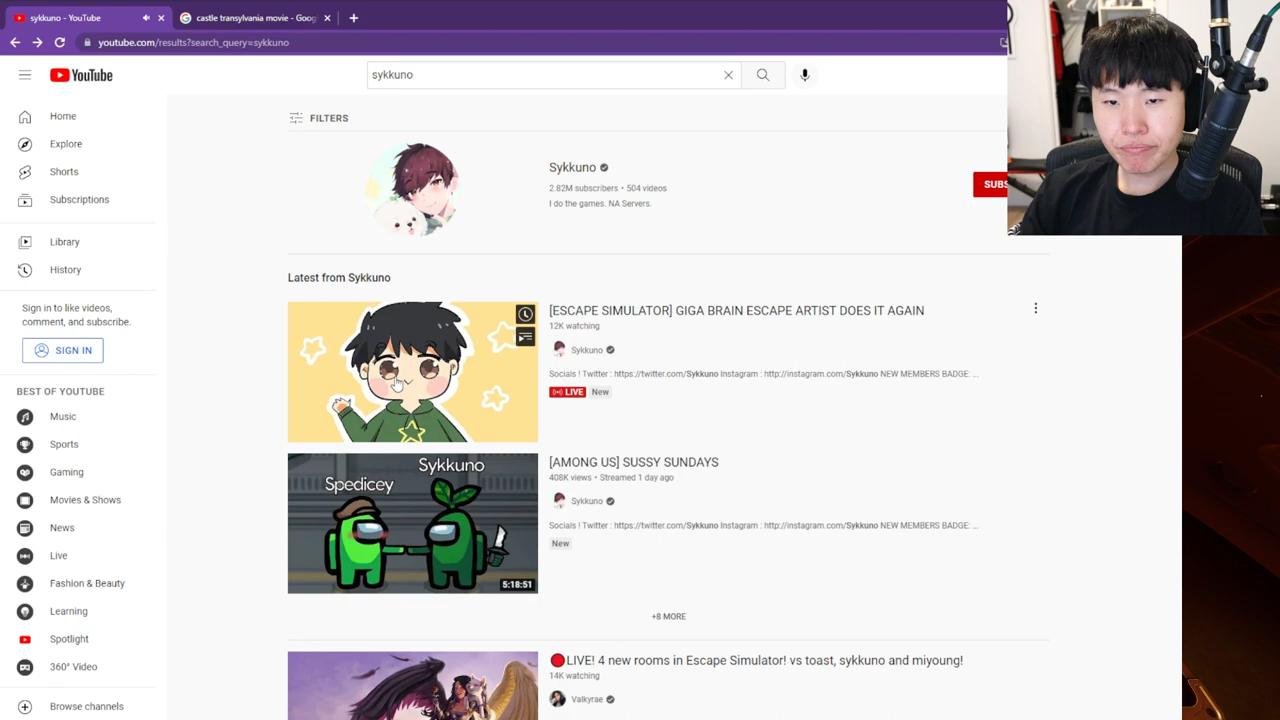 sykkuno - YouTube
castle transylvania movie - Goog
youtube.com/results?search_query=sykkuno
YouTube
sykkuno
Home
Explore
Shorts
Subscriptions
Library
History
Sign in to like videos,
comment, and subscribe.
SIGN IN
BEST OF YOUTUBE
Music
Sports
Gaming
Movies & Shows
News
Live
Fashion & Beauty
Learning
Spotlight
360° Video
Browse channels
FILTERS
Sykkuno
2.82M subscribers • 504 videos
I do the games. NA Servers.
SUBS
Latest from Sykkuno
[ESCAPE SIMULATOR] GIGA BRAIN ESCAPE ARTIST DOES IT AGAIN
12K watching
Sykkuno
Socials ! Twitter : https://twitter.com/Sykkuno Instagram : http://instagram.com/Sykkuno NEW MEMBERS BADGE: ...
LIVE New
Spedicey
Sykkuno
5:18:51
[AMONG US] SUSSY SUNDAYS
408K views • Streamed 1 day ago
Sykkuno
Socials ! Twitter : https://twitter.com/Sykkuno Instagram : http://instagram.com/Sykkuno NEW MEMBERS BADGE: ...
New
+8 MORE
🔴LIVE! 4 new rooms in Escape Simulator! vs toast, sykkuno and miyoung!
14K watching
Valkyrae